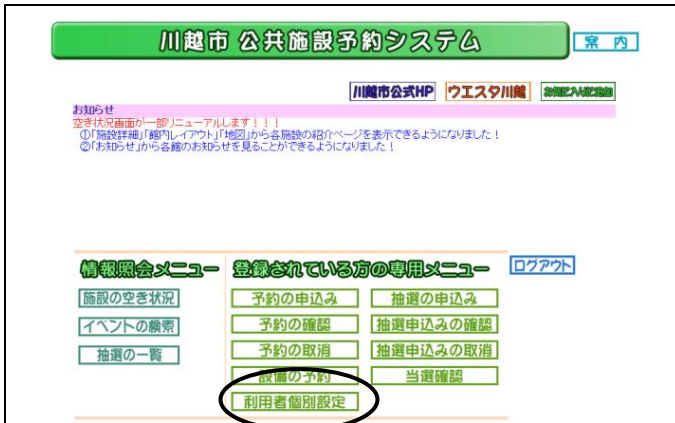 川越市 公共施設予約システム
案 内
川越市公式HP ウエスタ川越 お気に入りに追加
お知らせ
空き状況画面が一部リニューアルします！！！
①「施設詳細」「館内レイアウト」「地図」から各施設の紹介ページを表示できるようになりました！
②「お知らせ」から各館のお知らせを見ることができるようになりました！
情報照会メニュー 登録されている方の専用メニュー ログアウト
施設の空き状況 予約の申込み 抽選の申込み
イベントの検索 予約の確認 抽選申込みの確認
抽選の一覧 予約の取消 抽選申込みの取消
設備の予約 当選確認
利用者個別設定